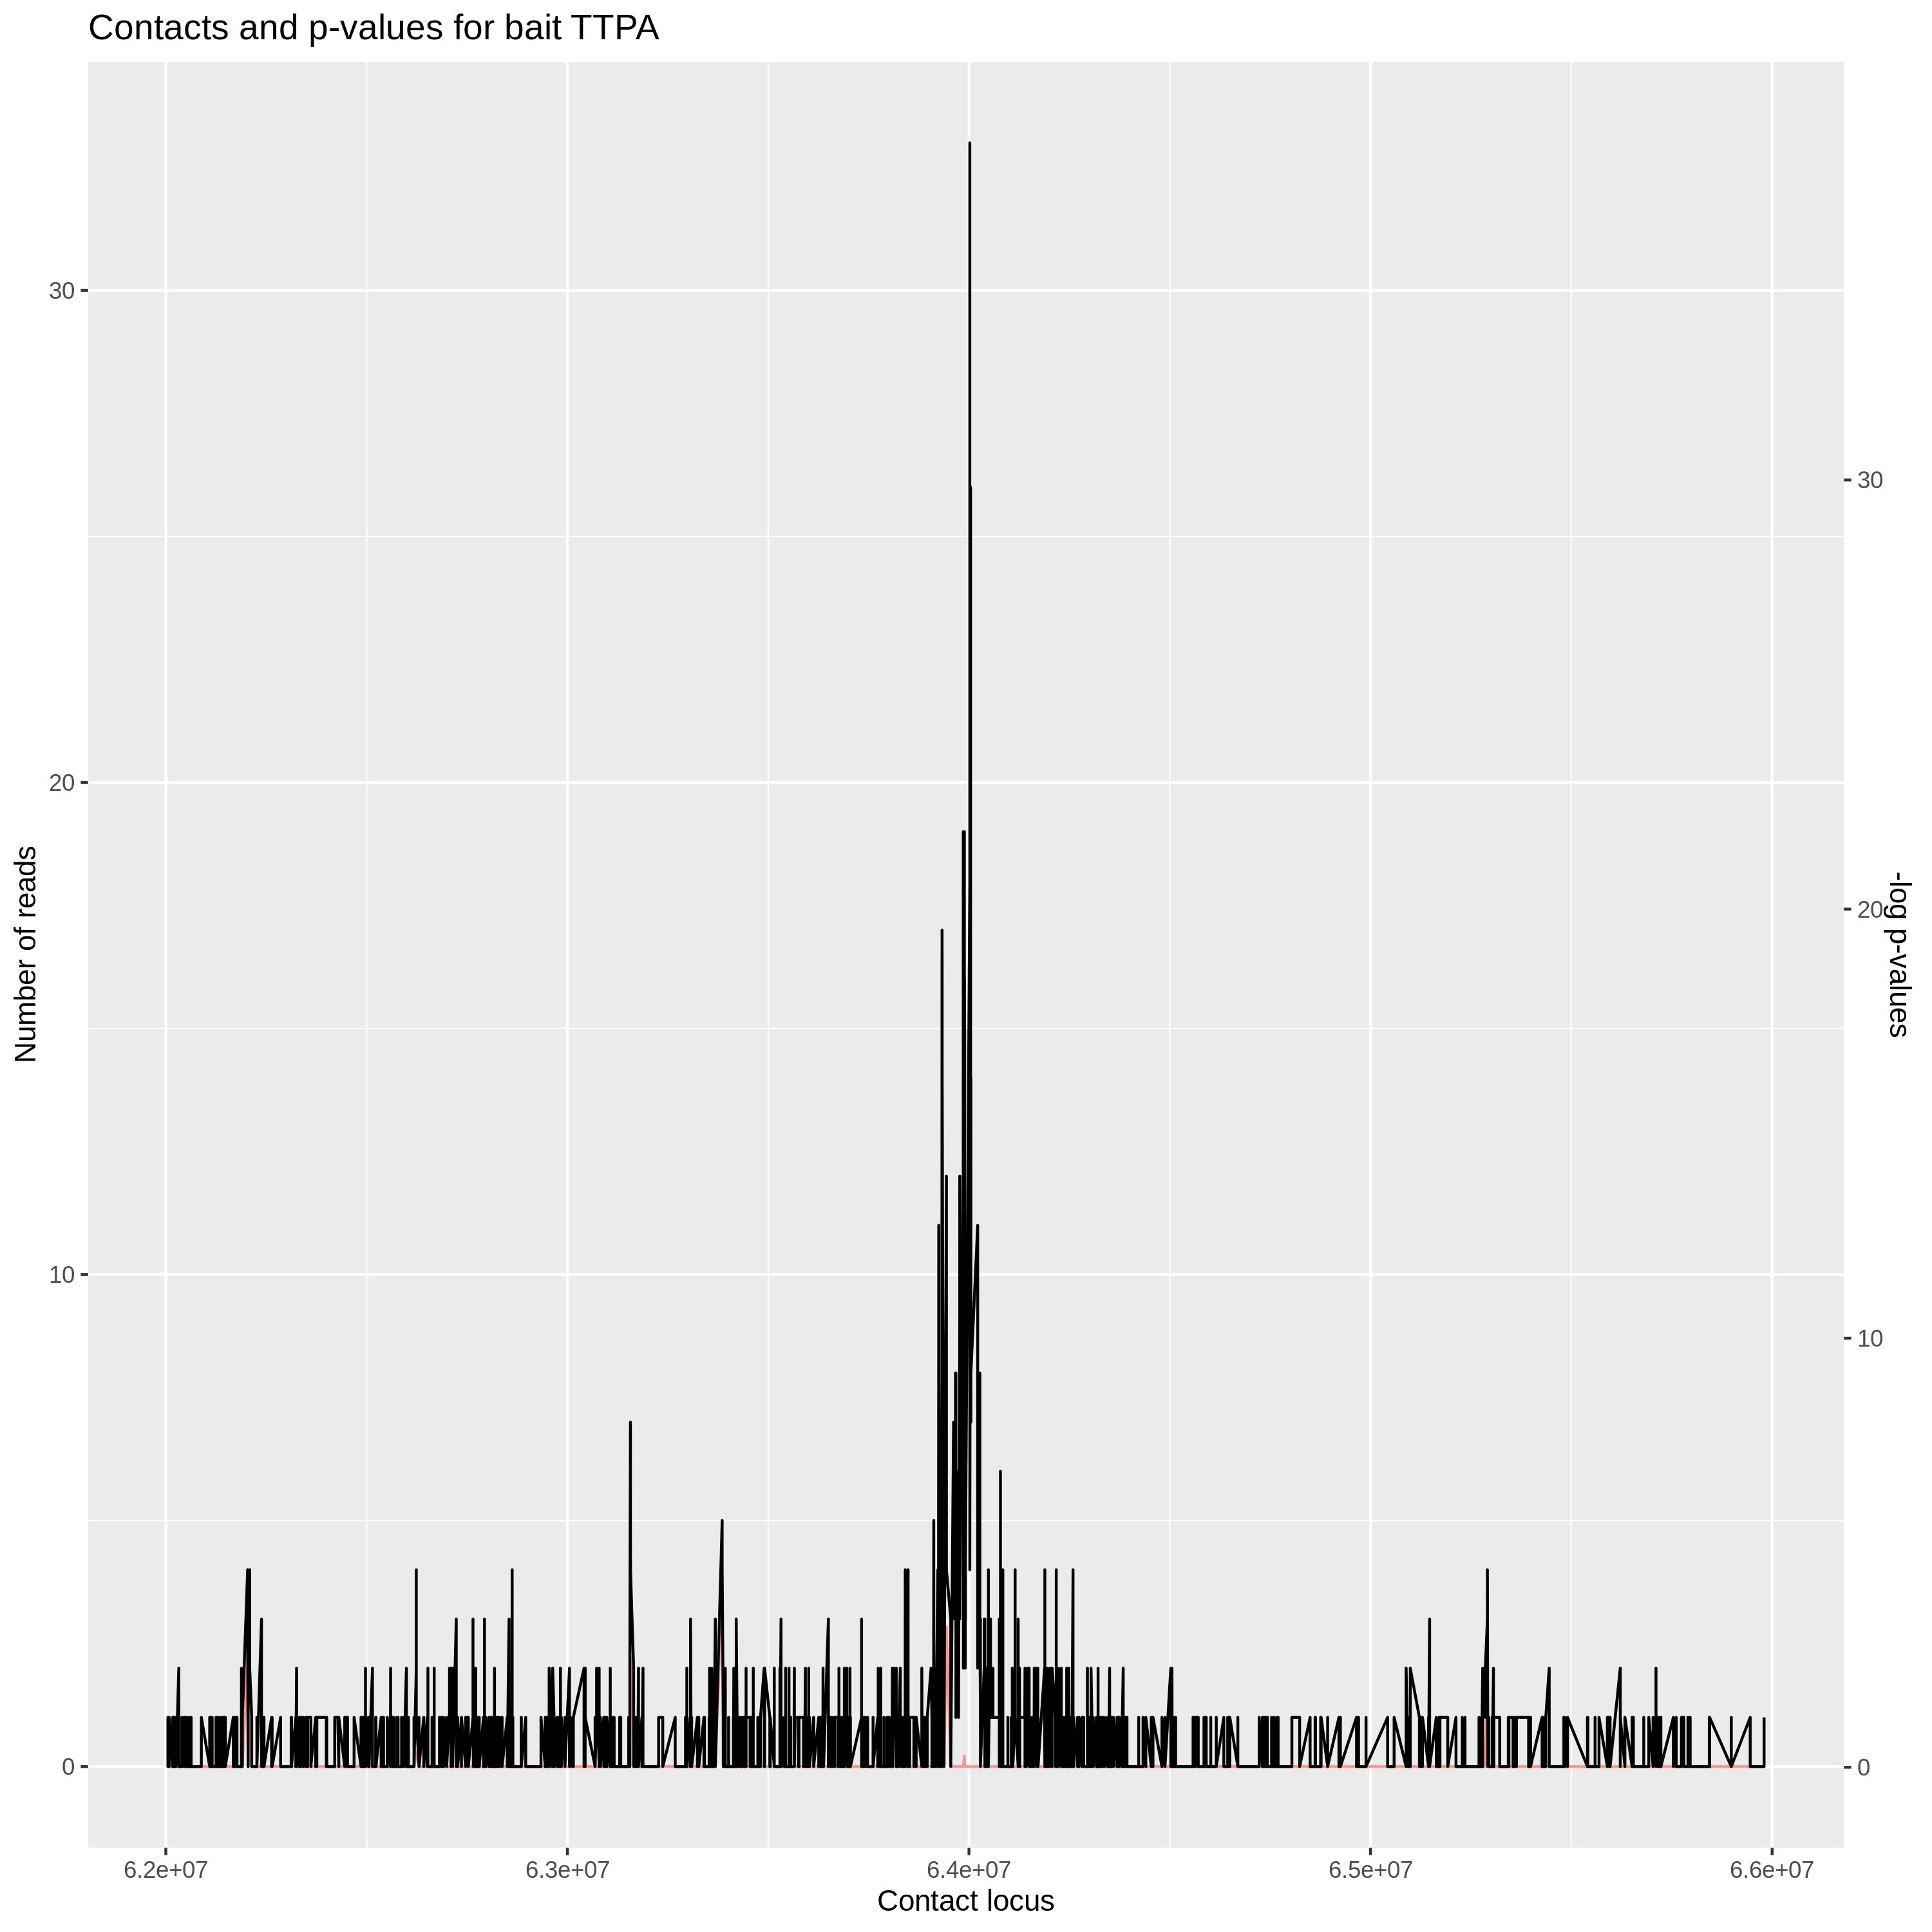 Contacts and p-values for bait TTPA
Number of reads
30
20
10
0
30
20
10
0
-log p-values
6.2e+07
6.3e+07
6.4e+07
6.5e+07
6.6e+07
Contact locus